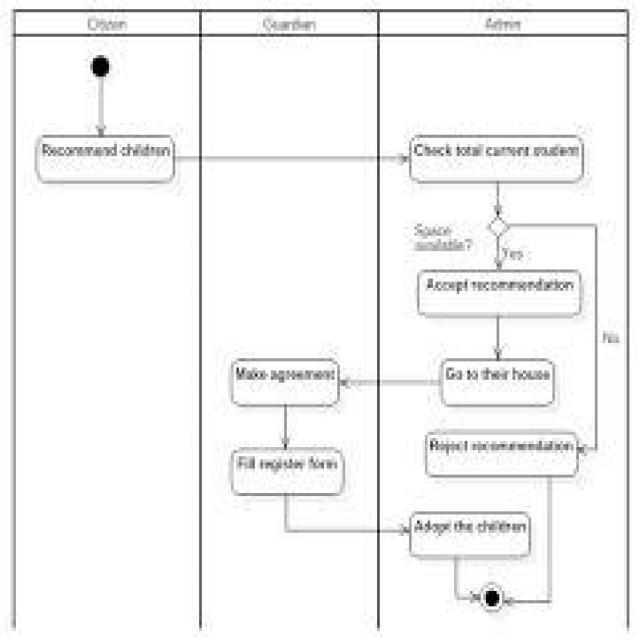 Citizen
Guardian
Admin
Recommend children
Check total current student
Space
available?
Yes
Accept recommendation
No
Make agreement
Go to their house
Reject recommendation
Fill register form
Adopt the children